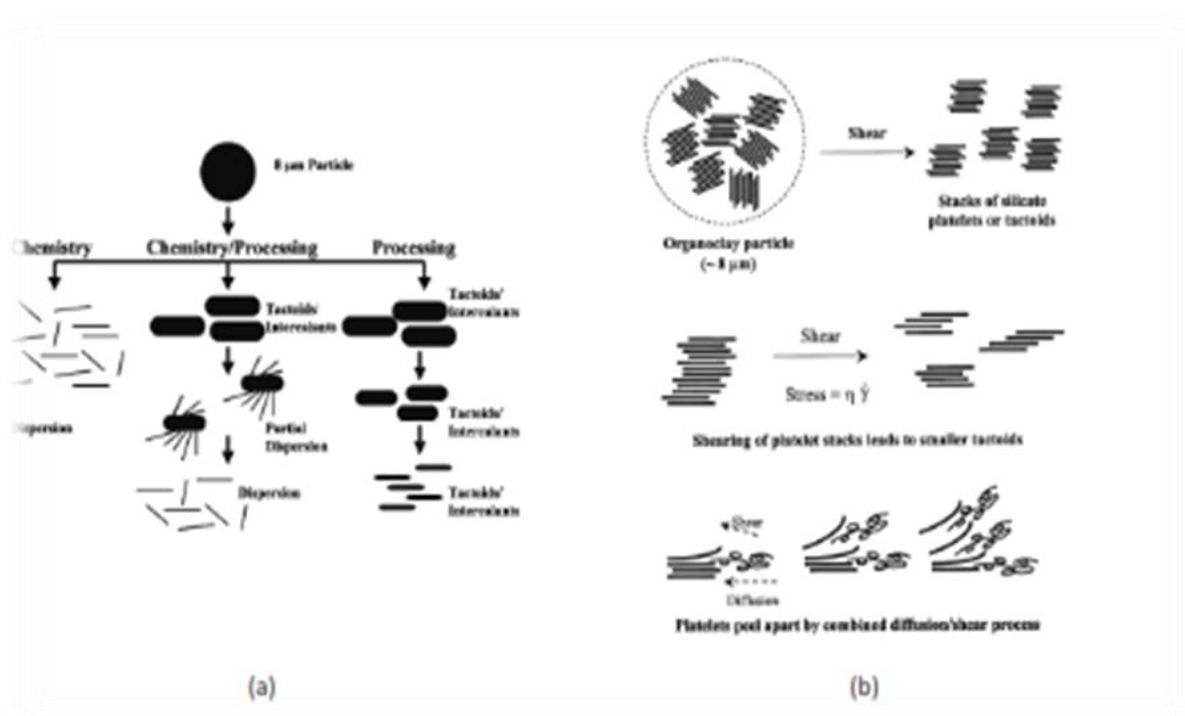 8 μm Particle
hemistry
Chemistry/Processing
Processing
Tactoids/
Intercalants
Tactoids/
Intercalants
Partial
Dispersion
Tactoids/
Intercalants
spersion
Dispersion
Tactoids/
Intercalants
(a)
Shear
Stacks of silicate
platelets or tactoids
Organoclay particle
(~ 8 μm)
Shear
Stress = η γ̇
Shearing of platelet stacks leads to smaller tactoids
Shear
Diffusion
Platelets peel apart by combined diffusion/shear process
(b)